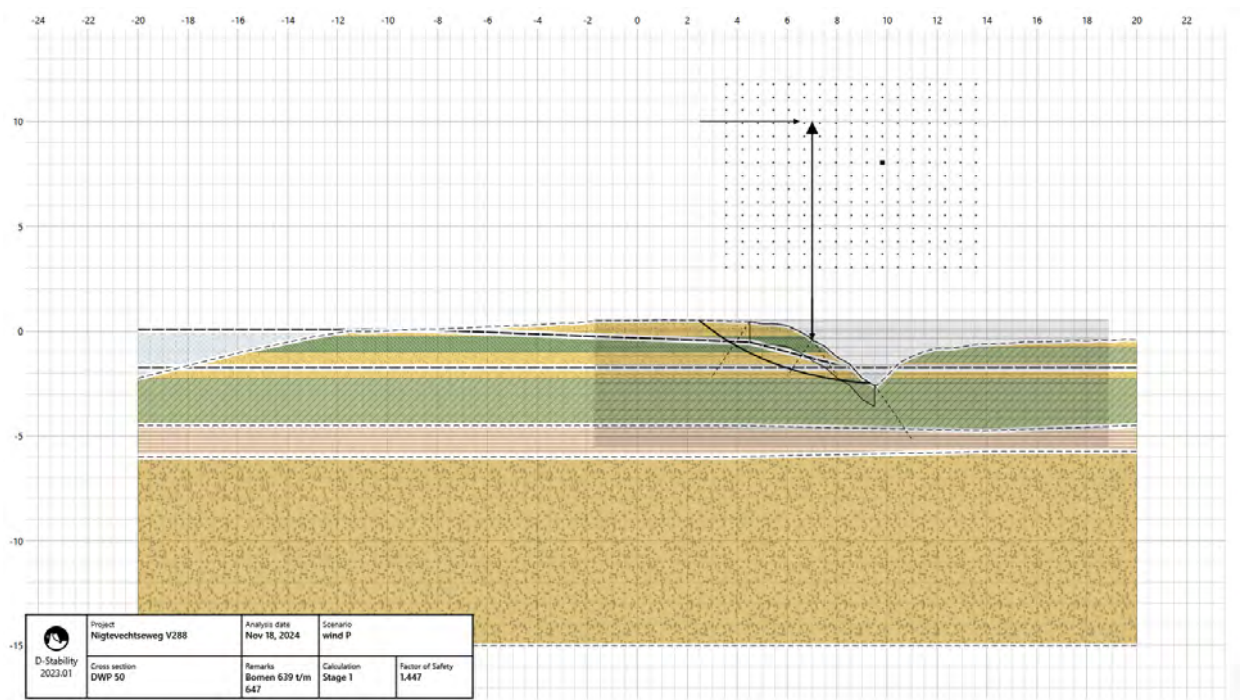 -24 -22 -20 -18 -16 -14 -12 -10 -8 -6 -4 -2 0 2 4 6 8 10 12 14 16 18 20 22
10
5
0
-5
-10
-15
D-Stability
2023.01
Project
Nigtevechtseweg V288
Analysis date
Nov 18, 2024
Scenario
wind P
Cross section
DWP 50
Remarks
Bomen 639 t/m
647
Calculation
Stage 1
Factor of Safety
1.447